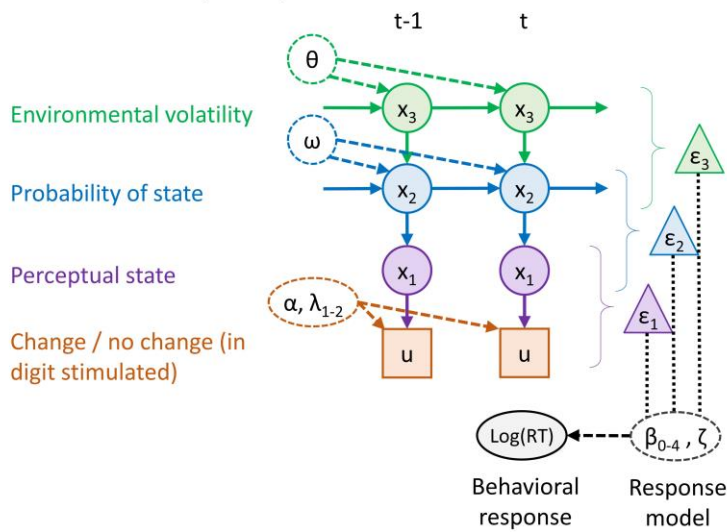 t-1 t
θ
Environmental volatility x₃ x₃
ω ε₃
Probability of state x₂ x₂
ε₂
Perceptual state x₁ x₁
α, λ₁₋₂ ε₁
Change / no change (in
digit stimulated) u u
Log(RT) β₀₋₄ , ζ
Behavioral Response
response model